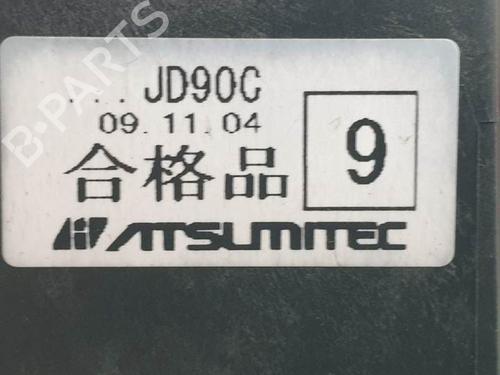 ...JD90C
09.11.04
合格品 9
ATSUMITEC
B-PARTS